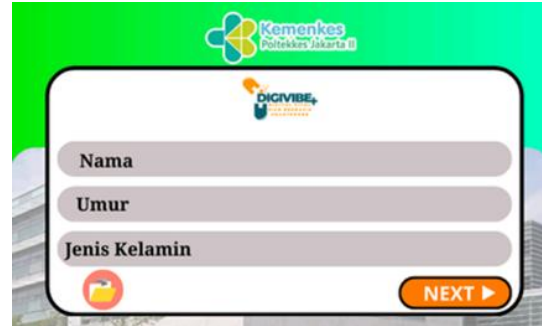 Kemenkes
Poltekkes Jakarta II
DIGIVIBE+
Nama
Umur
Jenis Kelamin
NEXT